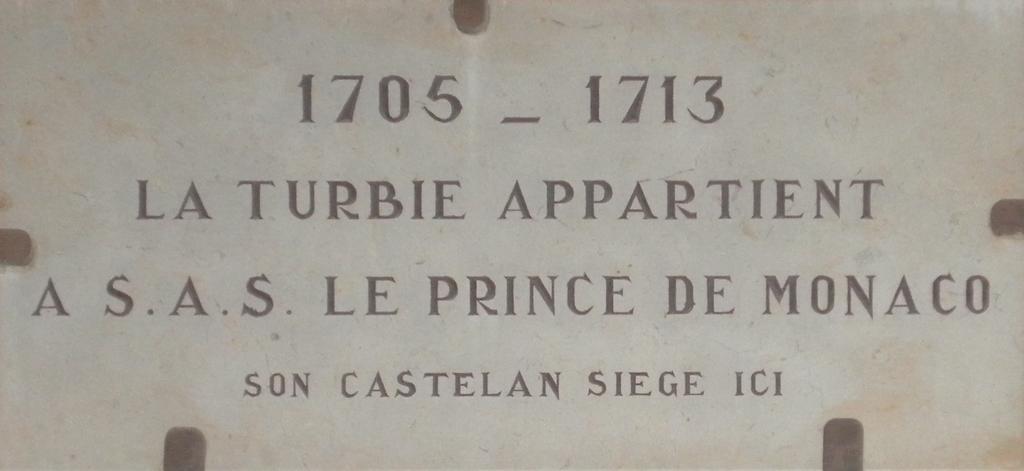 1705 _ 1713
LA TURBIE APPARTIENT
A S.A.S. LE PRINCE DE MONACO
SON CASTELAN SIEGE ICI